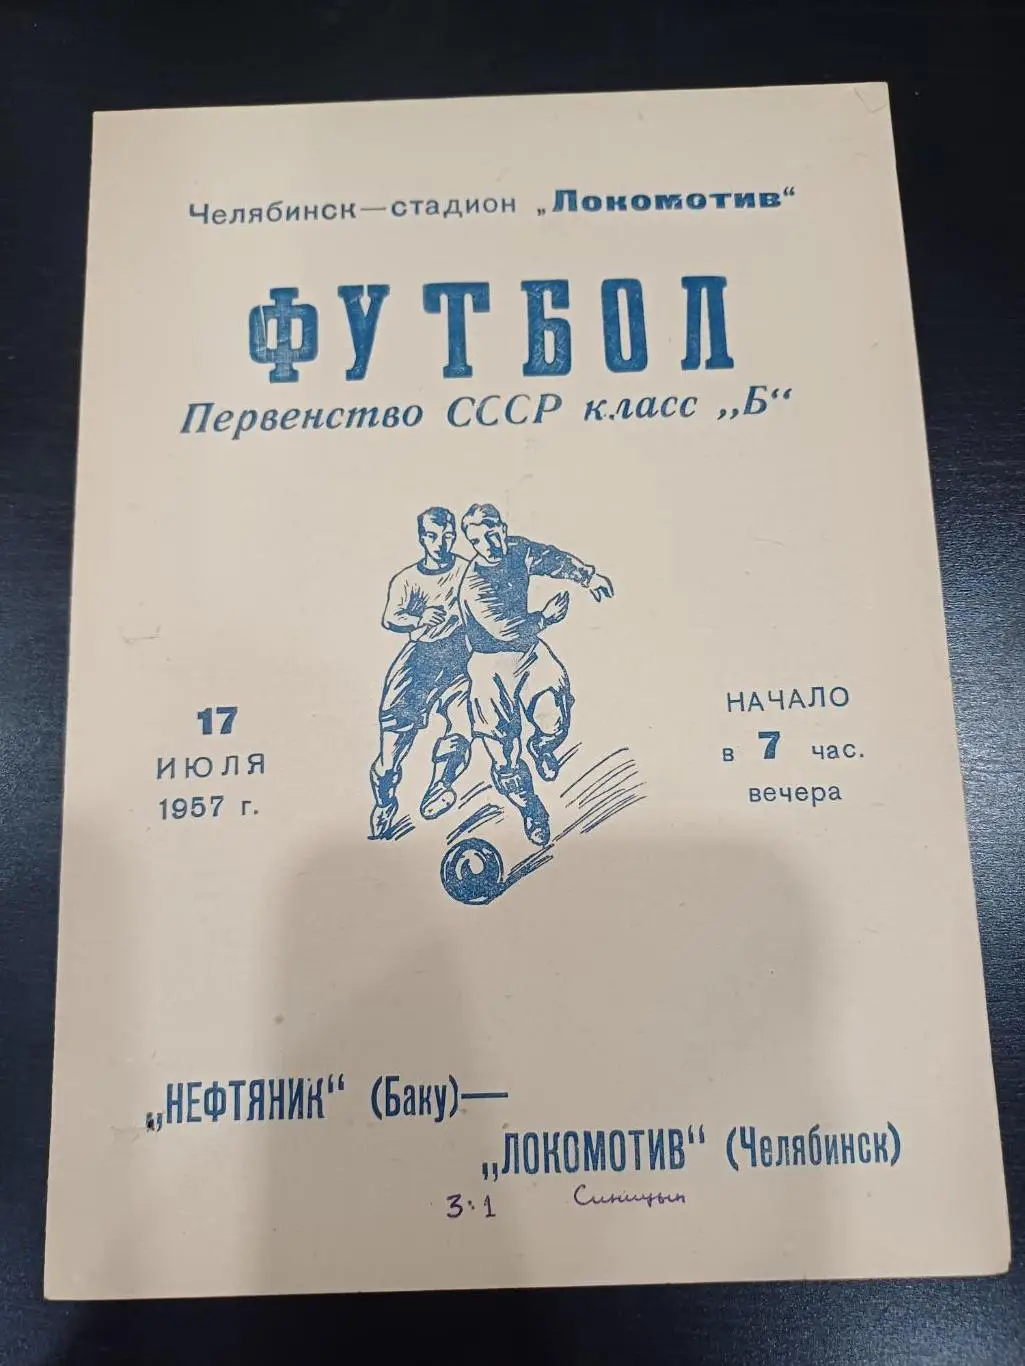 Челябинск—стадион „Локомотив“
ФУТБОЛ
Первенство СССР класс „Б“
17
ИЮЛЯ
1957 г.
НАЧАЛО
в 7 час.
вечера
„НЕФТЯНИК“ (Баку)—
„ЛОКОМОТИВ“ (Челябинск)
3:1 Синицын